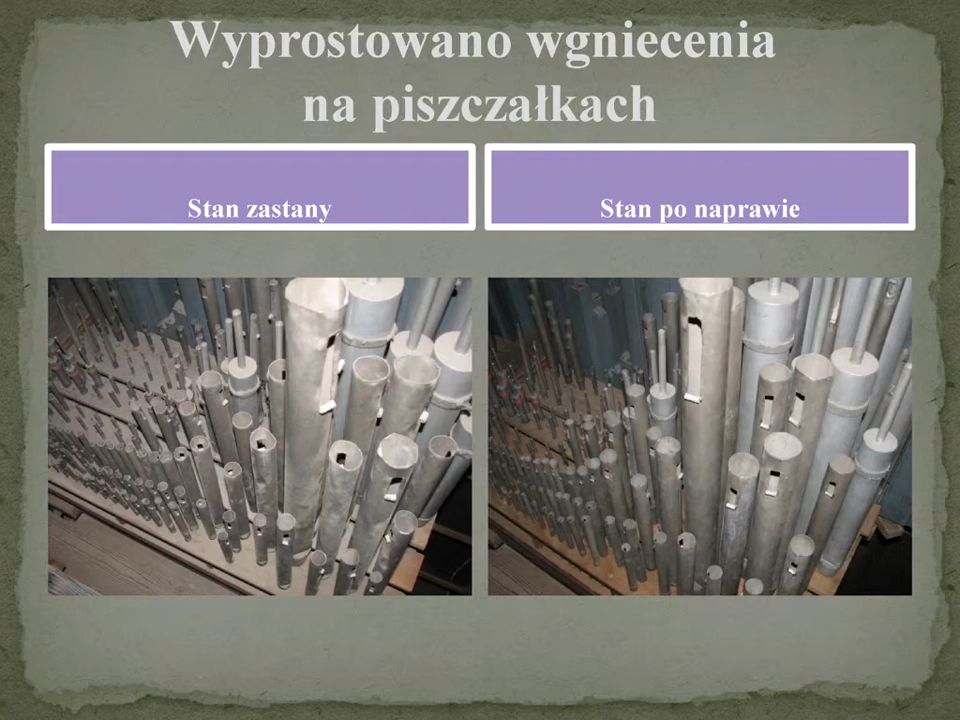 Wyprostowano wgniecenia
na piszczałkach
Stan zastany
Stan po naprawie